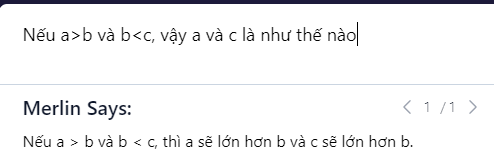 Nếu a>b và b<c, vậy a và c là như thế nào
Merlin Says:
1 /1
Nếu a > b và b < c, thì a sẽ lớn hơn b và c sẽ lớn hơn b.